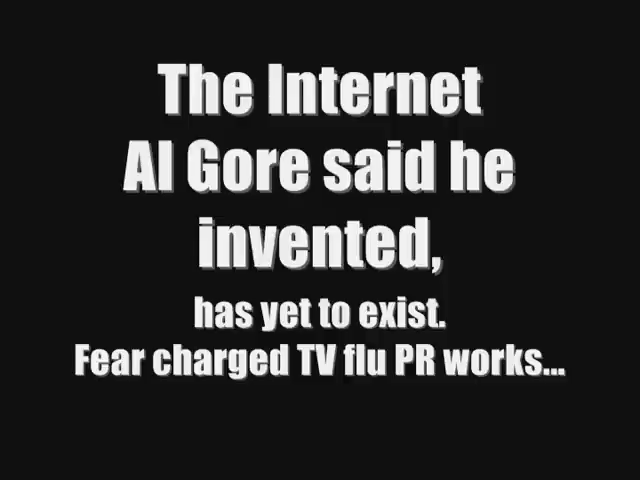 The Internet
Al Gore said he
invented,
has yet to exist.
Fear charged TV flu PR works...